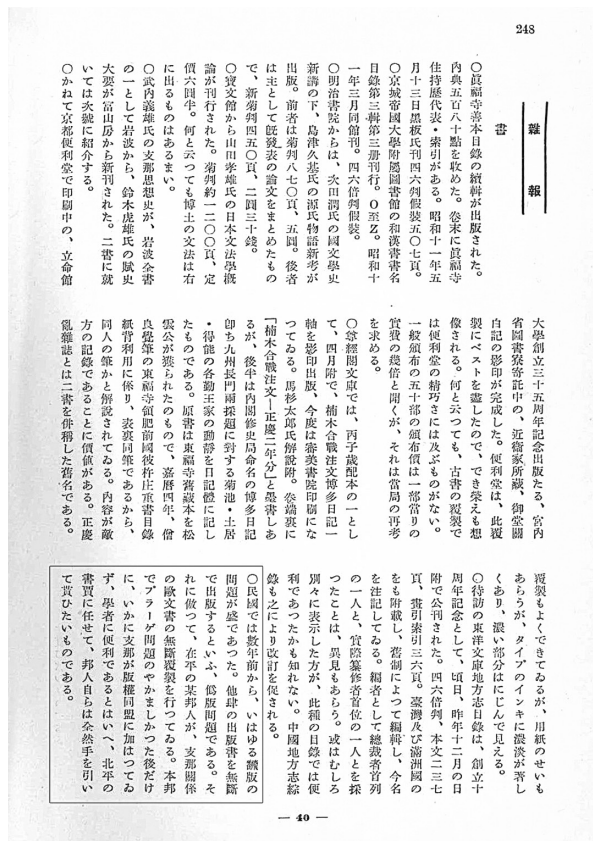 248
雜報
書
○眞福寺善本目錄の續輯が出版された。
內典五百八十點を收めた。卷末に眞福寺
住持歷代表・索引がある。昭和十一年五
月十三日黑板氏刊四六倍判假裝五〇七頁。
○京城帝國大學附屬圖書館の和漢書書名
目錄第三輯第三册刊行。O至Z。昭和十
一年三月同館刊。四六倍判假裝。
○明治書院からは、次田潤氏の國文學史
新講の下、島津久基氏の源氏物語新考が
出版。前者は菊判八七〇頁、五圓。後者
は主として旣發表の論文をまとめたもの
で、新菊判四五〇頁、二圓三十錢。
○寶文館から山田孝雄氏の日本文法學槪
論が刊行された。菊判約一二〇〇頁、定
價六圓半。何と云つても博士の文法は右
に出るものはあるまい。
○武內義雄氏の支那思想史が、岩波全書
の一として岩波から、鈴木虎雄氏の賦史
大要が富山房から新刊された。二書に就
いては次號に紹介する。
○かねて京都便利堂で印刷中の、立命館
大學創立三十五周年記念出版たる、宮內
省圖書寮寄託中の、近衞家所藏、御堂關
白記の影印が完成した。便利堂は、此覆
製にベストを盡したので、でき榮えも想
像される。何と云つても、古書の覆製で
は便利堂の精巧さには及ぶものがない。
一般頒布の五十部の頒布價は一部當りの
實費の幾倍と聞くが、それは當局の再考
を求める。
○尊經閣文庫では、丙子歲配本の一とし
て、四月附で、楠木合戰注文博多日記一
軸を影印出版、今度は審美書院印刷にな
つてゐる。馬杉太郞氏解說附。卷端裏に
「楠木合戰注文―正慶二年分」と墨書しあ
るが、後半は內閣修史局命名の博多日記
卽ち九州長門兩採題に對する菊池・土居
・得能の各勤王家の動靜を日記體に記し
たものである。原書は東福寺舊藏本を松
雲公が獲られたもので、嘉曆四年、僧
良覺筆の東福寺領肥前國彼杵庄重書目錄
紙背利用に係り、表裏同筆であるから、
同人の筆かと解說されてゐる。內容が敵
方の記錄であることに價値がある。正慶
亂離誌とは二書を倂稱した舊名である。
覆製もよくできてゐるが、用紙のせいも
あらうが、タイプのインキに濃淡が著し
くあり、濃い部分はにじんで見える。
○待訪の東洋文庫地方志目錄は、創立十
周年記念として、頃日、昨年十二月の日
附で公刊された。四六倍判、本文二三七
頁、畫引索引三六頁。臺灣及び滿洲國の
をも附載し、舊制によつて編輯し、今名
を注記してゐる。編者として總裁者首列
の一人と、實際纂修者首位の一人とを採
つたことは、異見もあらう。或はむしろ
別々に表示した方が、此種の目錄では便
利であつたかも知れない。中國地方志綜
錄も之により改訂を促される。
○民國では數年前から、いはゆる飜版の
問題が盛であつた。他肆の出版書を無斷
で出版するといふ、僞版問題である。そ
れに倣つて、在平の某邦人が、支那關係
の歐文書の無斷覆製を行つてゐる。本邦
でプラーゲ問題のやかましかつた後だけ
に、いかに支那が版權同盟に加はつてゐ
ず、學者に便利であるとはいへ、北平の
書賈に任せて、邦人自らは全然手を引い
て貰ひたいものである。
— 40 —